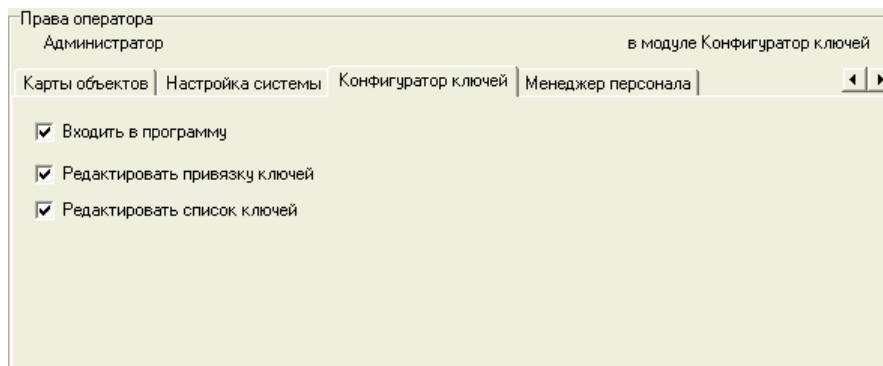 Права оператора
Администратор в модуле Конфигуратор ключей
Карты объектов Настройка системы Конфигуратор ключей Менеджер персонала
Входить в программу
Редактировать привязку ключей
Редактировать список ключей